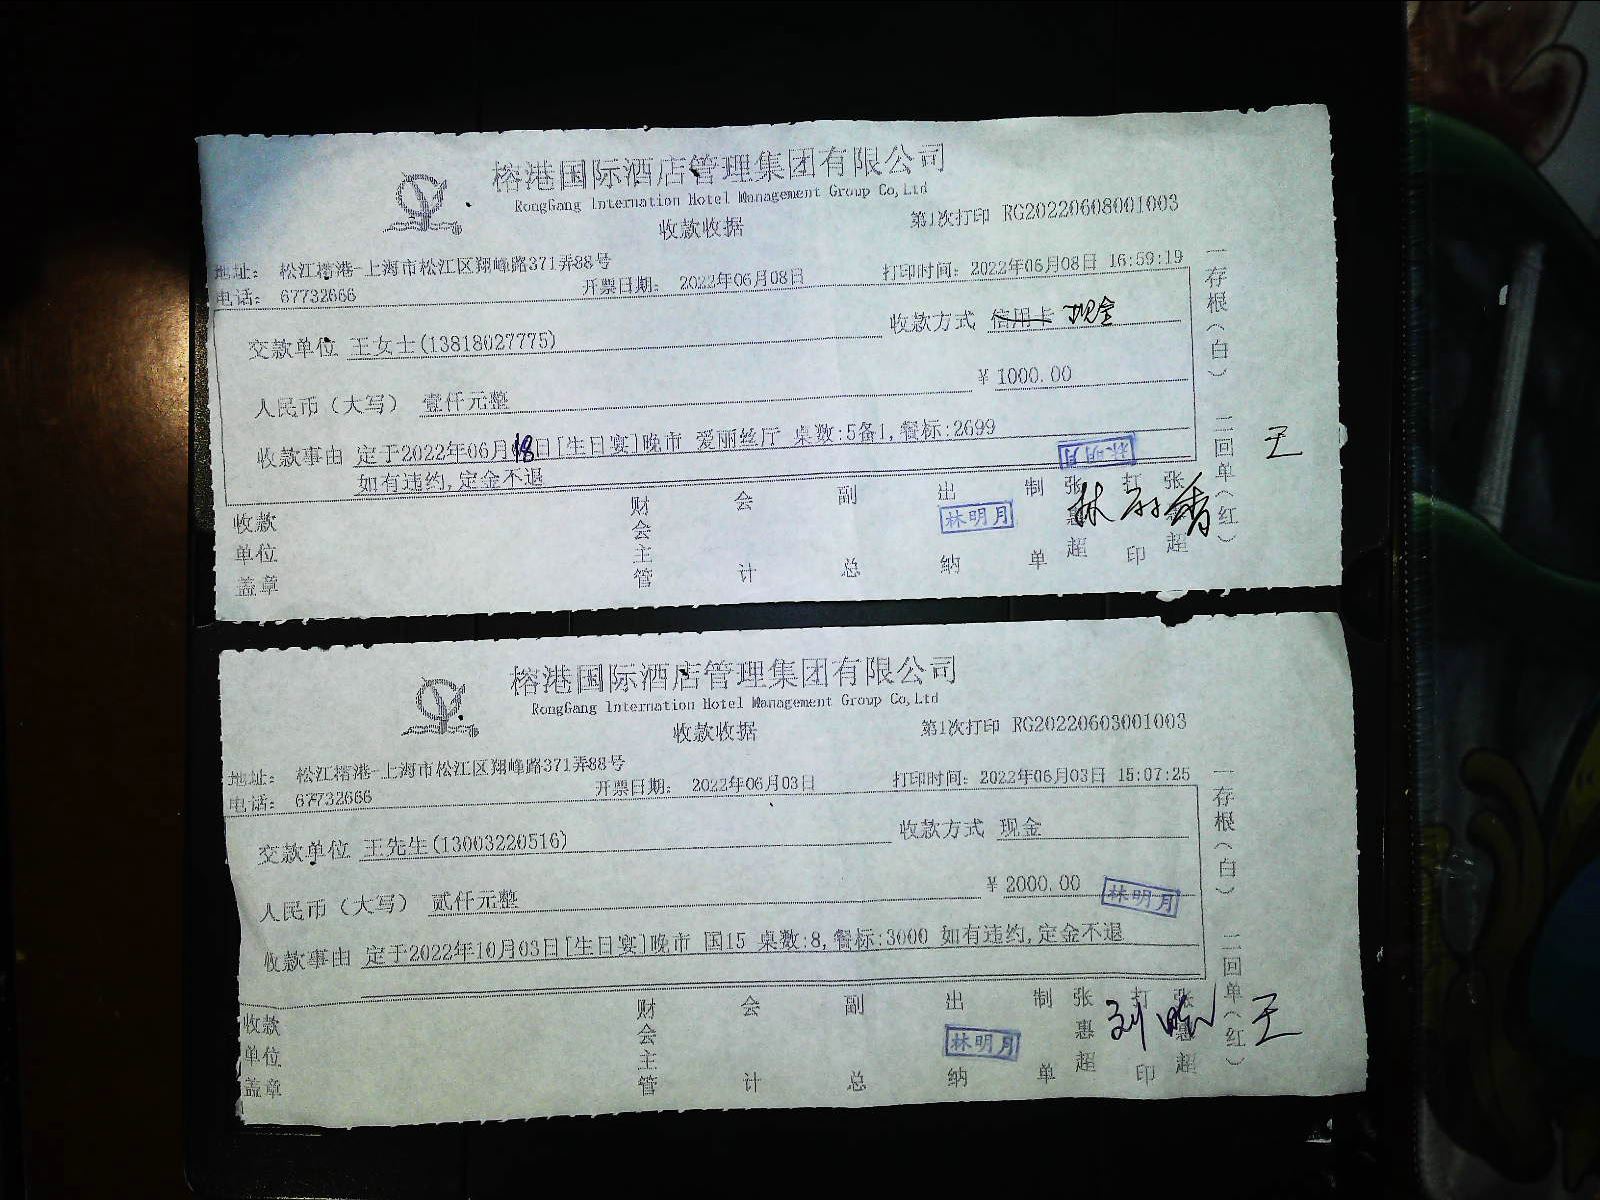 榕港国际酒店管理集团有限公司
RongGang Internation Hotel Management Group Co,Ltd
收款收据
第1次打印 RG20220608001003
地址： 松江榰港-上海市松江区翔峰路371弄88号
电话： 67732666
开票日期： 2022年06月08日
打印时间：2022年06月08日 16:59:19
交款单位 王女士(13818027775)
收款方式 信用卡 现金
人民币（大写） 壹仟元整
¥ 1000.00
收款事由 定于2022年06月18日[生日宴]晚市 爱丽丝厅 桌数:5备1,餐标:2699
如有违约,定金不退
林明月
收款单位盖章
财会主管
会计
副总
出纳
林明月
制单
张惠超
打印
张惠超
一存根（白） 二回单（红）
王
榕港国际酒店管理集团有限公司
RongGang Internation Hotel Management Group Co,Ltd
收款收据
第1次打印 RG20220603001003
地址： 松江榰港-上海市松江区翔峰路371弄88号
电话： 67732666
开票日期： 2022年06月03日
打印时间：2022年06月03日 15:07:25
交款单位 王先生(13003220516)
收款方式 现金
人民币（大写） 贰仟元整
¥ 2000.00
林明月
收款事由 定于2022年10月03日[生日宴]晚市 国15 桌数:8,餐标:3000 如有违约,定金不退
收款单位盖章
财会主管
会计
副总
出纳
林明月
制单
张惠超
打印
张惠超
一存根（白） 二回单（红）
王